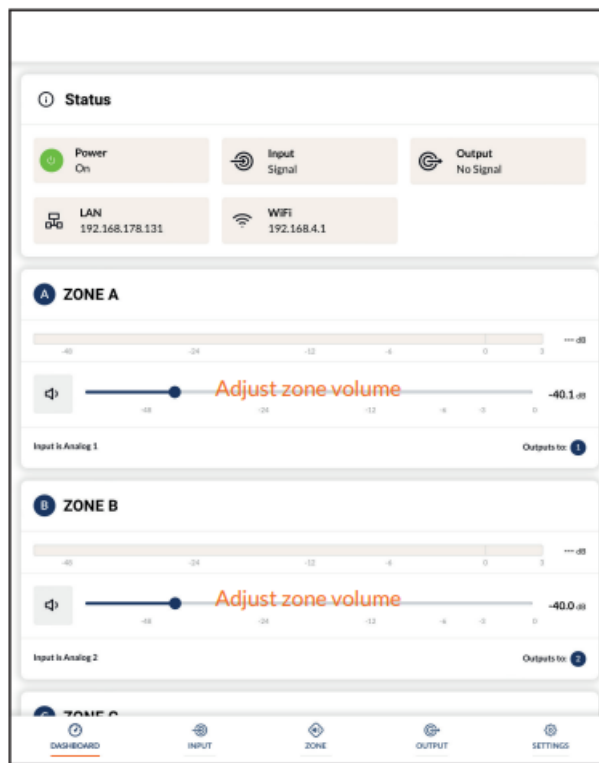 Status
Power
On
Input
Signal
Output
No Signal
LAN
192.168.178.131
WiFi
192.168.4.1
A ZONE A
--- dB
-48 -24 -12 -6 0 3
Adjust zone volume
-40.1 dB
-48 -24 -12 -6 -3 0
Input is Analog 1 Outputs to: 1
B ZONE B
--- dB
-48 -24 -12 -6 0 3
Adjust zone volume
-40.0 dB
-48 -24 -12 -6 -3 0
Input is Analog 2 Outputs to: 2
C ZONE C
DASHBOARD INPUT ZONE OUTPUT SETTINGS